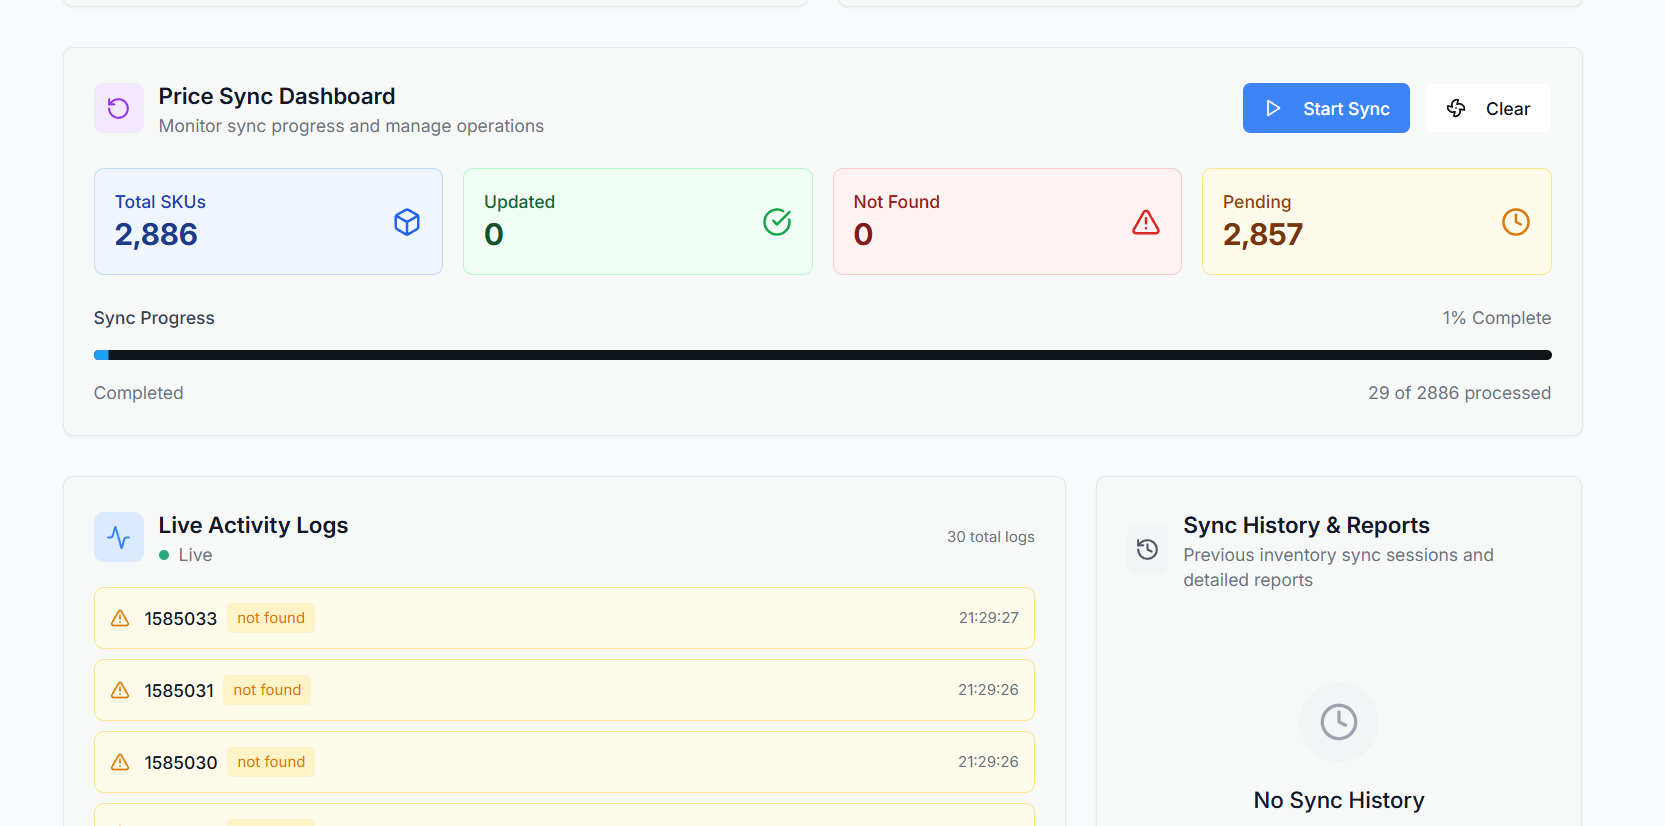 Price Sync Dashboard
Monitor sync progress and manage operations
Start Sync
Clear
Total SKUs
2,886
Updated
0
Not Found
0
Pending
2,857
Sync Progress
1% Complete
Completed
29 of 2886 processed
Live Activity Logs
Live
30 total logs
1585033 not found 21:29:27
1585031 not found 21:29:26
1585030 not found 21:29:26
Sync History & Reports
Previous inventory sync sessions and
detailed reports
No Sync History